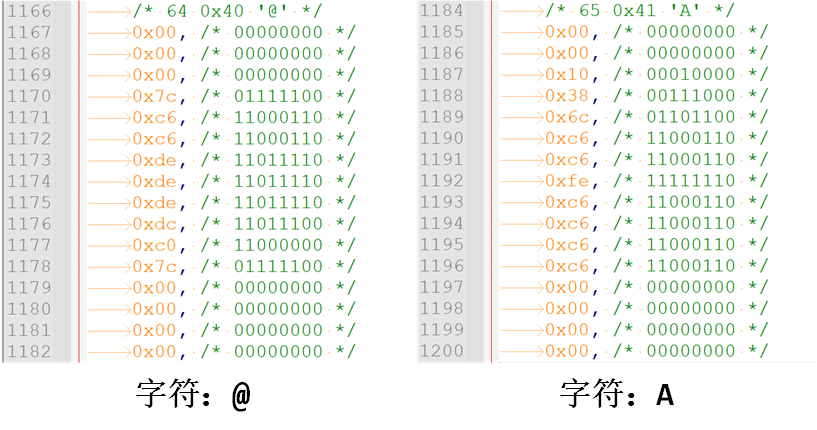 1166 /* 64 0x40 '@' */
1167 0x00, /* 00000000 */
1168 0x00, /* 00000000 */
1169 0x00, /* 00000000 */
1170 0x7c, /* 01111100 */
1171 0xc6, /* 11000110 */
1172 0xc6, /* 11000110 */
1173 0xde, /* 11011110 */
1174 0xde, /* 11011110 */
1175 0xde, /* 11011110 */
1176 0xdc, /* 11011100 */
1177 0xc0, /* 11000000 */
1178 0x7c, /* 01111100 */
1179 0x00, /* 00000000 */
1180 0x00, /* 00000000 */
1181 0x00, /* 00000000 */
1182 0x00, /* 00000000 */
字符：@
1184 /* 65 0x41 'A' */
1185 0x00, /* 00000000 */
1186 0x00, /* 00000000 */
1187 0x10, /* 00010000 */
1188 0x38, /* 00111000 */
1189 0x6c, /* 01101100 */
1190 0xc6, /* 11000110 */
1191 0xc6, /* 11000110 */
1192 0xfe, /* 11111110 */
1193 0xc6, /* 11000110 */
1194 0xc6, /* 11000110 */
1195 0xc6, /* 11000110 */
1196 0xc6, /* 11000110 */
1197 0x00, /* 00000000 */
1198 0x00, /* 00000000 */
1199 0x00, /* 00000000 */
1200 0x00, /* 00000000 */
字符：A